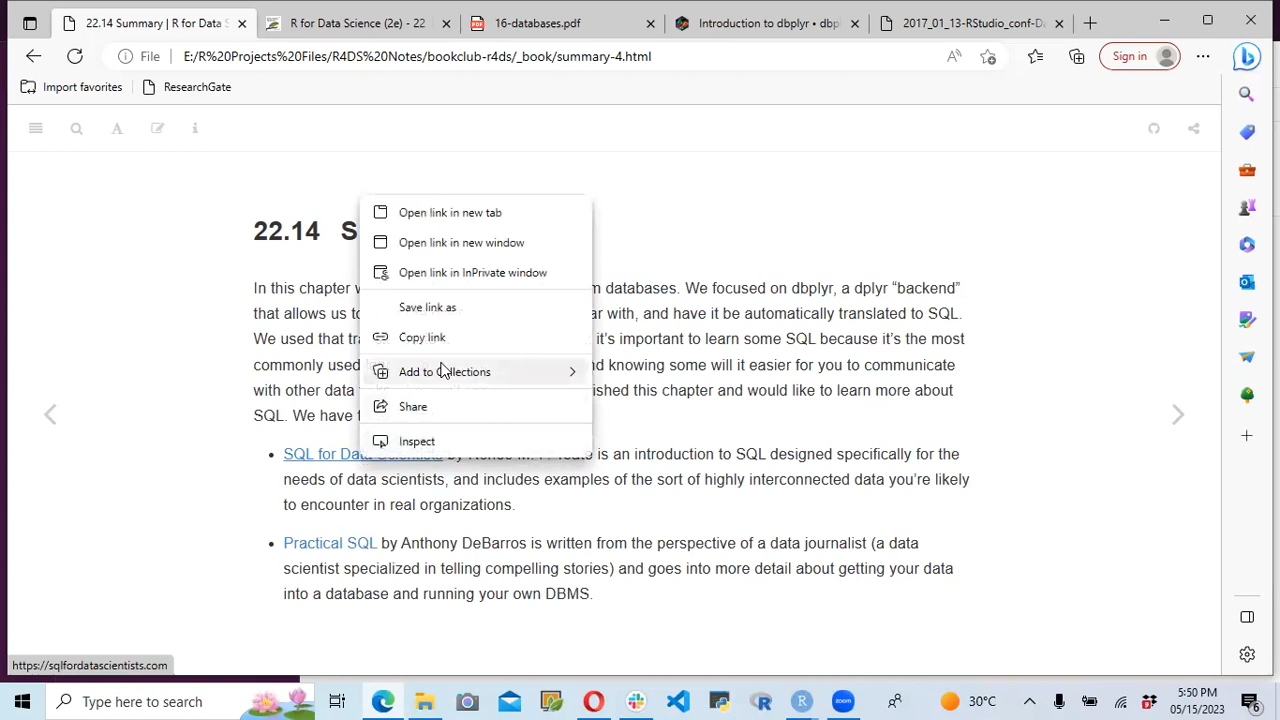 22.14 Summary | R for Data S
R for Data Science (2e) - 22
16-databases.pdf
Introduction to dbplyr • dbp
2017_01_13-RStudio_conf-Da
File
E:/R%20Projects%20Files/R4DS%20Notes/bookclub-r4ds/_book/summary-4.html
Sign in
Import favorites
ResearchGate
22.14 S
Open link in new tab
Open link in new window
Open link in InPrivate window
Save link as
Copy link
Add to Collections
Share
Inspect
In this chapter m databases. We focused on dbplyr, a dplyr “backend”
that allows us to ar with, and have it be automatically translated to SQL.
We used that tra it’s important to learn some SQL because it’s the most
commonly used nd knowing some will it easier for you to communicate
with other data ished this chapter and would like to learn more about
SQL. We have
• SQL for Data Scientists by Renee M. P. Teate is an introduction to SQL designed specifically for the
needs of data scientists, and includes examples of the sort of highly interconnected data you’re likely
to encounter in real organizations.
• Practical SQL by Anthony DeBarros is written from the perspective of a data journalist (a data
scientist specialized in telling compelling stories) and goes into more detail about getting your data
into a database and running your own DBMS.
https://sqlfordatascientists.com
Type here to search
30°C
5:50 PM
05/15/2023
6